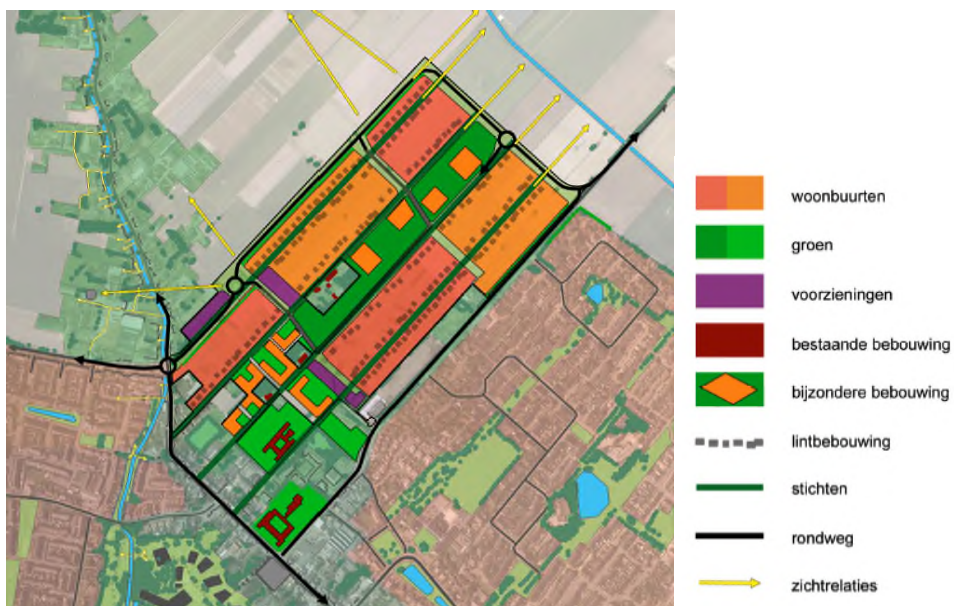 woonbuurten
groen
voorzieningen
bestaande bebouwing
bijzondere bebouwing
lintbebouwing
stichten
rondweg
zichtrelaties